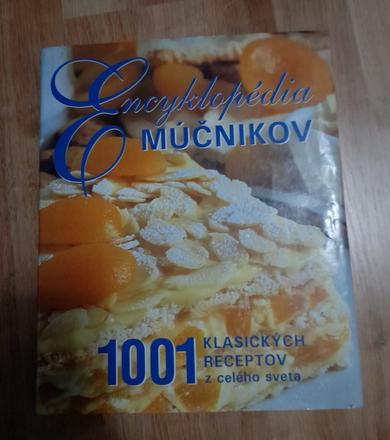 Encyklopédia
MÚČNIKOV
1001 KLASICKÝCH
RECEPTOV
z celého sveta